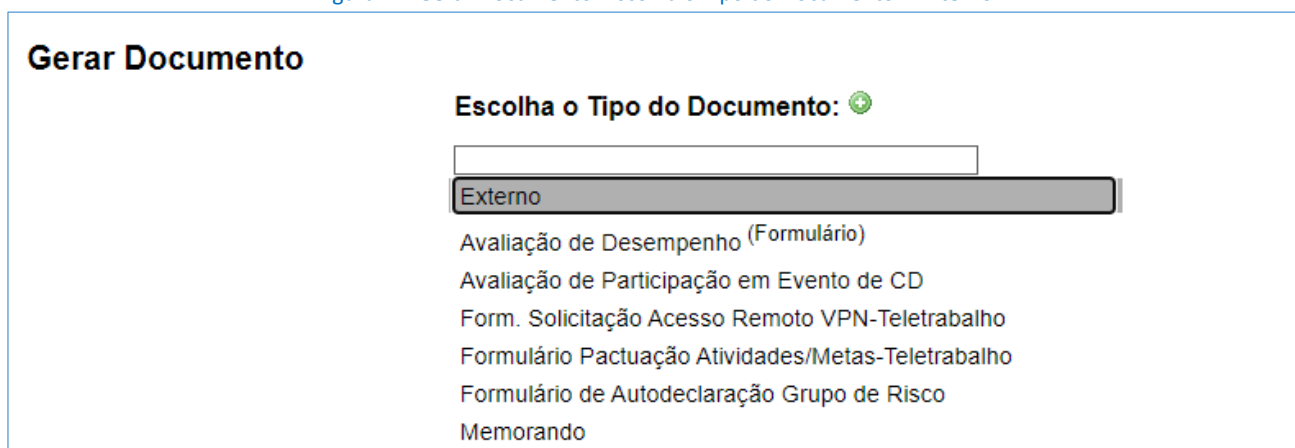 Gerar Documento
Escolha o Tipo do Documento:
Externo
Avaliação de Desempenho (Formulário)
Avaliação de Participação em Evento de CD
Form. Solicitação Acesso Remoto VPN-Teletrabalho
Formulário Pactuação Atividades/Metas-Teletrabalho
Formulário de Autodeclaração Grupo de Risco
Memorando